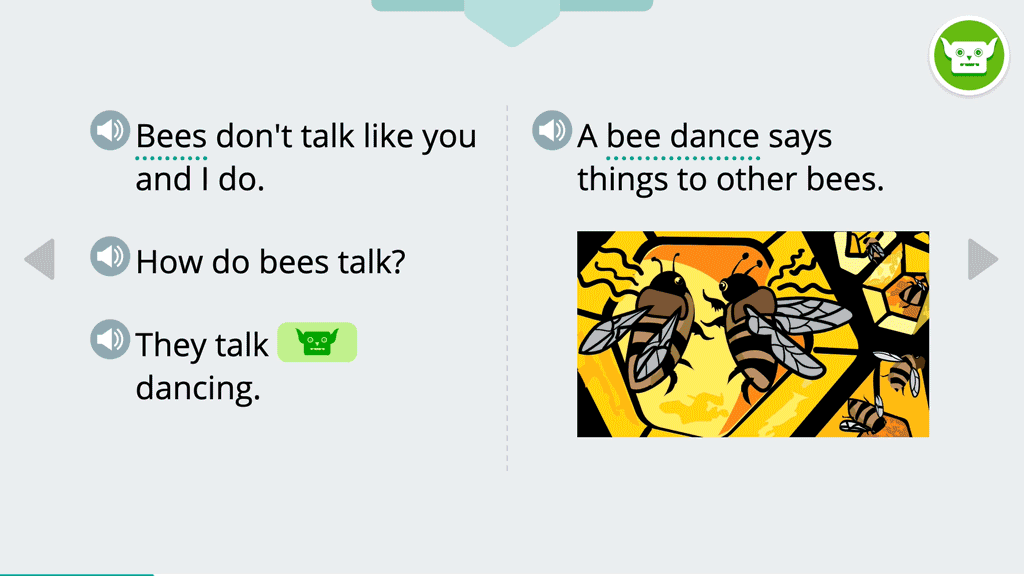 Bees don't talk like you
and I do.
How do bees talk?
They talk
dancing.
A bee dance says
things to other bees.